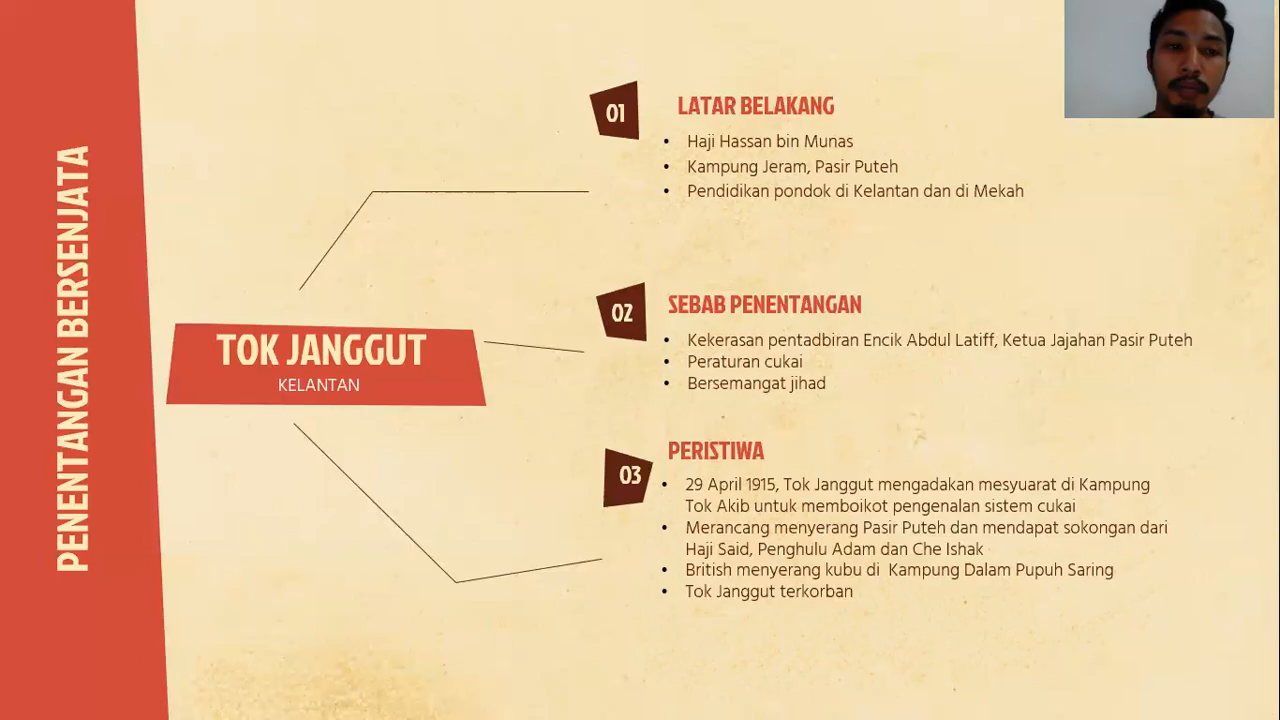 PENENTANGAN BERSENJATA
TOK JANGGUT
KELANTAN
01
LATAR BELAKANG
• Haji Hassan bin Munas
• Kampung Jeram, Pasir Puteh
• Pendidikan pondok di Kelantan dan di Mekah
02
SEBAB PENENTANGAN
• Kekerasan pentadbiran Encik Abdul Latiff, Ketua Jajahan Pasir Puteh
• Peraturan cukai
• Bersemangat jihad
03
PERISTIWA
• 29 April 1915, Tok Janggut mengadakan mesyuarat di Kampung
Tok Akib untuk memboikot pengenalan sistem cukai
• Merancang menyerang Pasir Puteh dan mendapat sokongan dari
Haji Said, Penghulu Adam dan Che Ishak
• British menyerang kubu di Kampung Dalam Pupuh Saring
• Tok Janggut terkorban